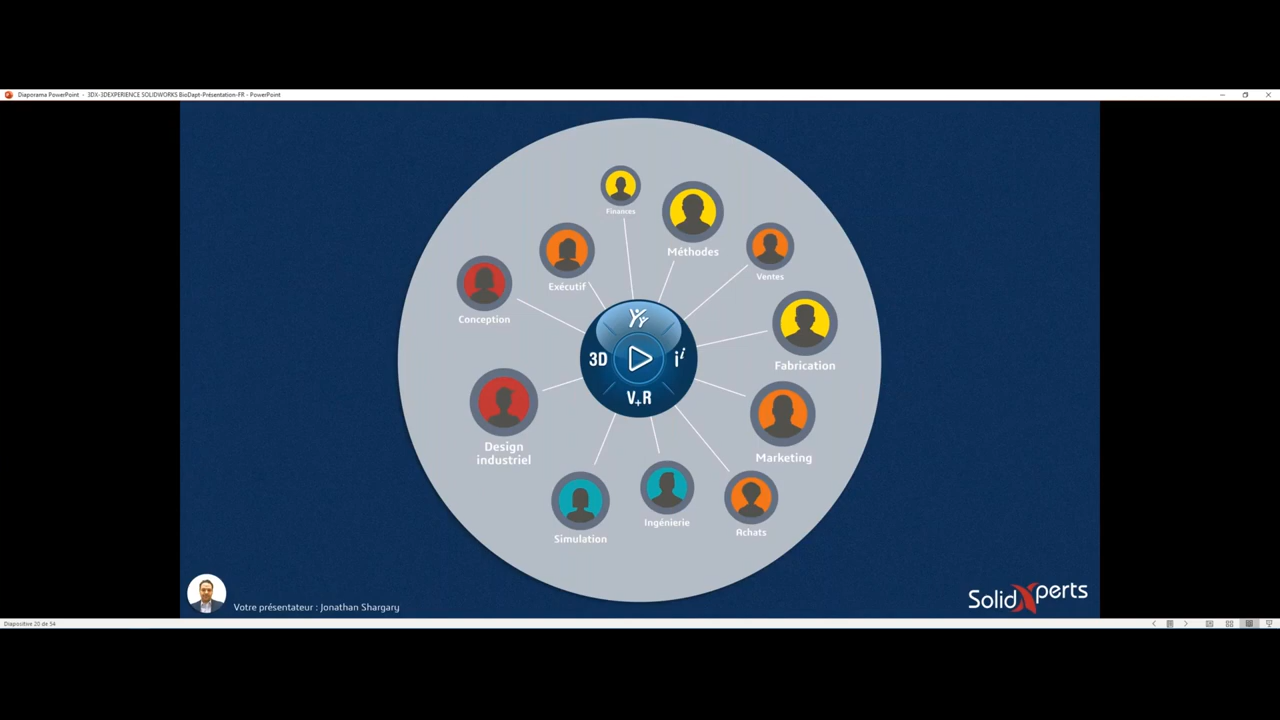 Diaporama PowerPoint - 3DX-3DEXPERIENCE SOLIDWORKS BioDapt-Présentation-FR - PowerPoint
Finances
Méthodes
Ventes
Exécutif
Conception
Fabrication
3D
V+R
Design
industriel
Marketing
Simulation
Ingénierie
Achats
Votre présentateur : Jonathan Shargary
SolidXperts
Diapositive 20 de 54